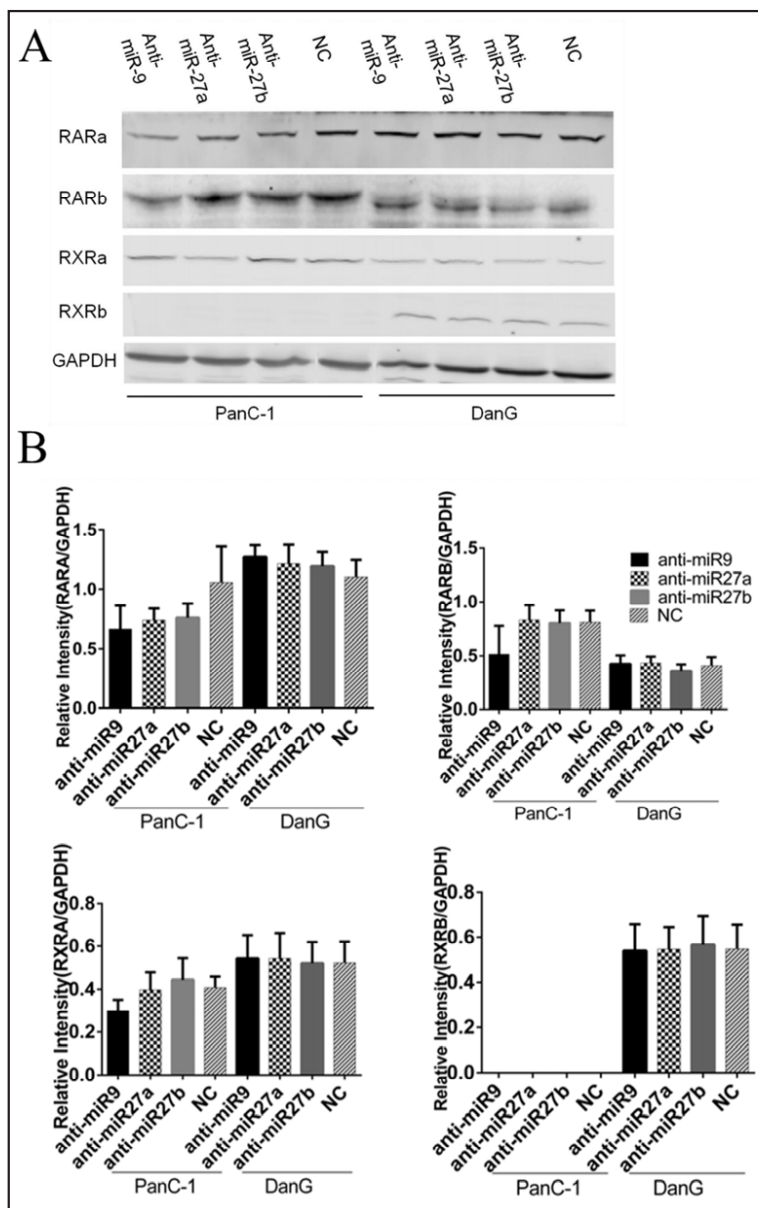 A
Anti-
miR-9
Anti-
miR-27a
Anti-
miR-27b
NC
Anti-
miR-9
Anti-
miR-27a
Anti-
miR-27b
NC
RARa
RARb
RXRa
RXRb
GAPDH
PanC-1 DanG
B
Relative Intensity(RARA/GAPDH)
1.5
1.0
0.5
0.0
anti-miR9
anti-miR27a
anti-miR27b
NC
anti-miR9
anti-miR27a
anti-miR27b
NC
PanC-1 DanG
Relative Intensity(RARB/GAPDH)
1.5
1.0
0.5
0.0
anti-miR9
anti-miR27a
anti-miR27b
NC
anti-miR9
anti-miR27a
anti-miR27b
NC
anti-miR9
anti-miR27a
anti-miR27b
NC
PanC-1 DanG
Relative Intensity(RXRA/GAPDH)
0.8
0.6
0.4
0.2
0.0
anti-miR9
anti-miR27a
anti-miR27b
NC
anti-miR9
anti-miR27a
anti-miR27b
NC
PanC-1 DanG
Relative Intensity(RXRB/GAPDH)
0.8
0.6
0.4
0.2
0.0
anti-miR9
anti-miR27a
anti-miR27b
NC
anti-miR9
anti-miR27a
anti-miR27b
NC
PanC-1 DanG